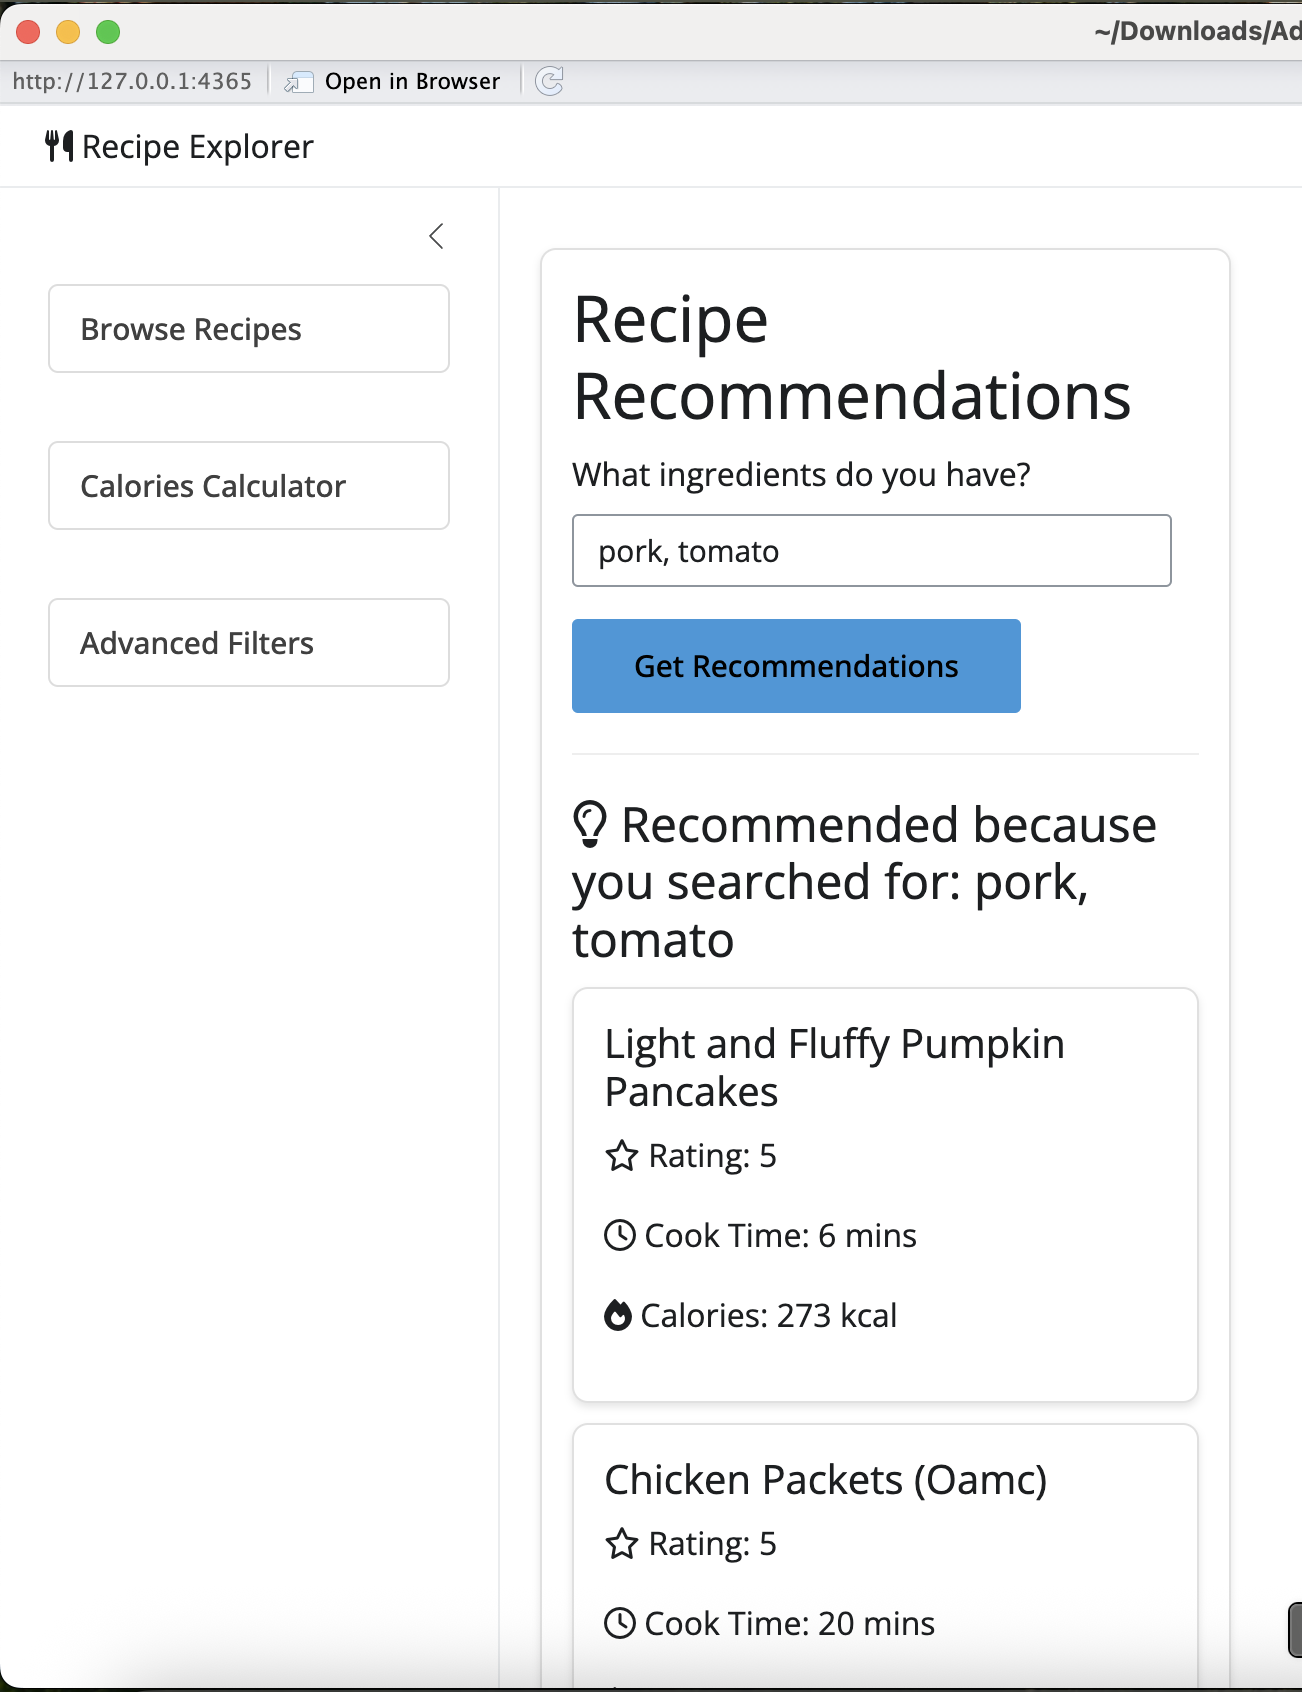 ~/Downloads/Ad
http://127.0.0.1:4365
Open in Browser
Recipe Explorer
Browse Recipes
Calories Calculator
Advanced Filters
Recipe
Recommendations
What ingredients do you have?
pork, tomato
Get Recommendations
Recommended because
you searched for: pork,
tomato
Light and Fluffy Pumpkin
Pancakes
Rating: 5
Cook Time: 6 mins
Calories: 273 kcal
Chicken Packets (Oamc)
Rating: 5
Cook Time: 20 mins